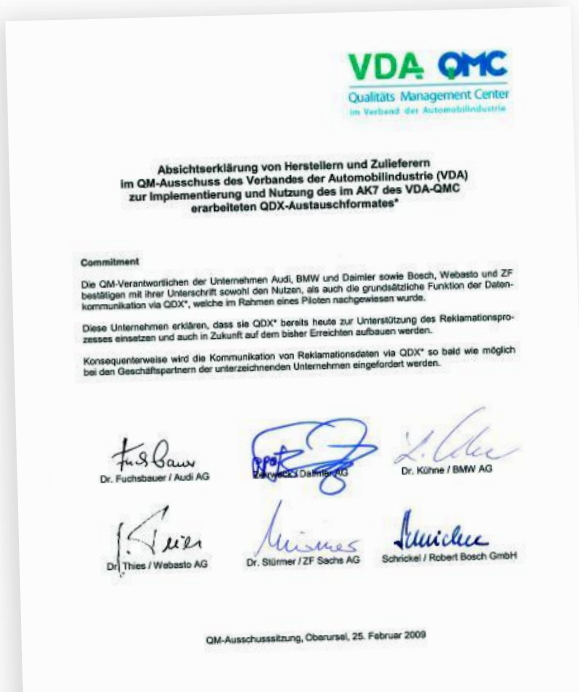 VDA QMC
Qualitäts Management Center
im Verband der Automobilindustrie
Absichtserklärung von Herstellern und Zulieferern
im QM-Ausschuss des Verbandes der Automobilindustrie (VDA)
zur Implementierung und Nutzung des im AK7 des VDA-QMC
erarbeiteten QDX-Austauschformates*
Commitment
Die QM-Verantwortlichen der Unternehmen Audi, BMW und Daimler sowie Bosch, Webasto und ZF
bestätigen mit ihrer Unterschrift sowohl den Nutzen, als auch die grundsätzliche Funktion der Daten-
kommunikation via QDX*, welche im Rahmen eines Piloten nachgewiesen wurde.
Diese Unternehmen erklären, dass sie QDX* bereits heute zur Unterstützung des Reklamationspro-
zesses einsetzen und auch in Zukunft auf dem bisher Erreichten aufbauen werden.
Konsequenterweise wird die Kommunikation von Reklamationsdaten via QDX* so bald wie möglich
bei den Geschäftspartnern der unterzeichnenden Unternehmen eingefordert werden.
Dr. Fuchsbauer / Audi AG
Daimler AG
Dr. Kühne / BMW AG
Dr. Thies / Webasto AG
Dr. Stürmer / ZF Sachs AG
Schrickel / Robert Bosch GmbH
QM-Ausschusssitzung, Oberursel, 25. Februar 2009